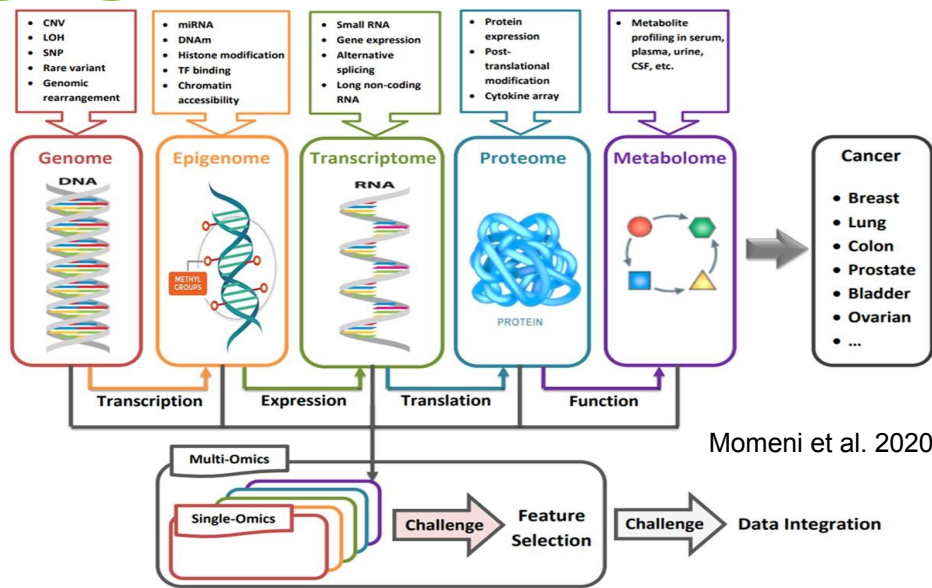 • CNV
• LOH
• SNP
• Rare variant
• Genomic
rearrangement
• miRNA
• DNAm
• Histone modification
• TF binding
• Chromatin
accessibility
• Small RNA
• Gene expression
• Alternative
splicing
• Long non-coding
RNA
• Protein
expression
• Post-
translational
modification
• Cytokine array
• Metabolite
profiling in serum,
plasma, urine,
CSF, etc.
Genome
DNA
Epigenome
METHYL
GROUPS
Transcriptome
RNA
Proteome
PROTEIN
Metabolome
Cancer
• Breast
• Lung
• Colon
• Prostate
• Bladder
• Ovarian
• ...
Transcription
Expression
Translation
Function
Momeni et al. 2020
Multi-Omics
Single-Omics
Challenge
Feature
Selection
Challenge
Data Integration